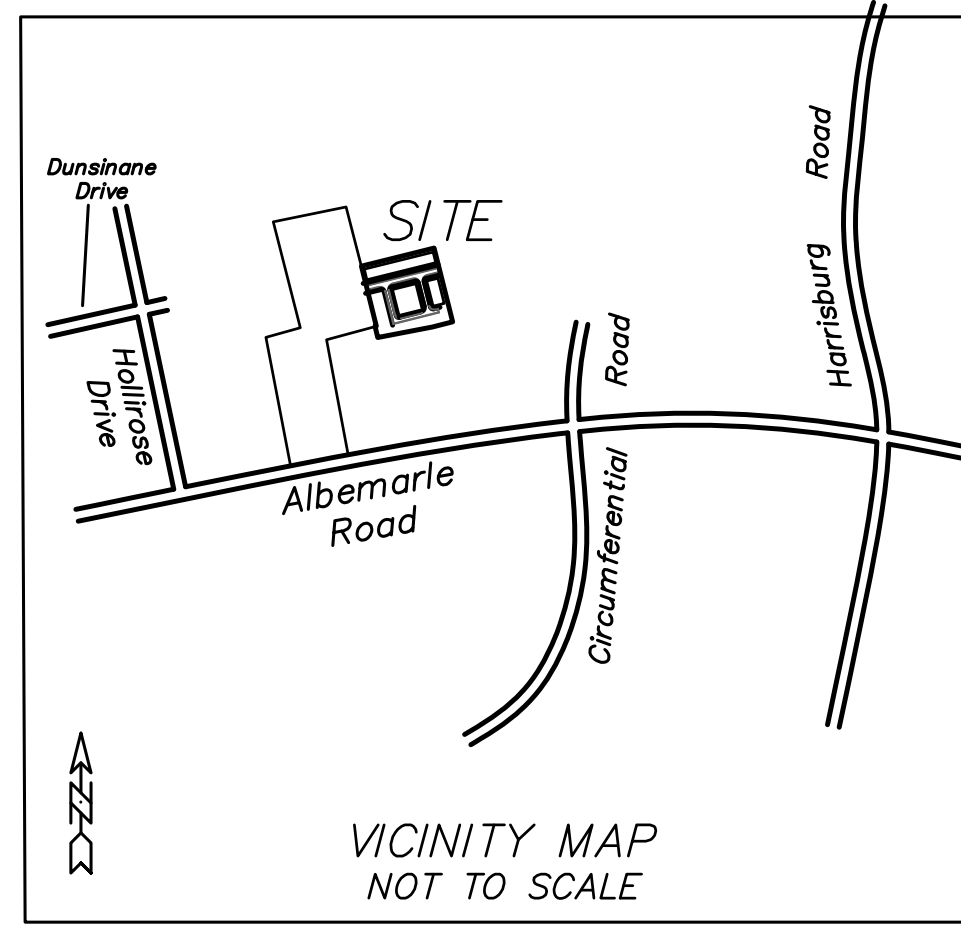 Dunsinane
Drive
SITE
Harrisburg Road
Hollirose
Drive
Circumferential Road
Albemarle
Road
N
VICINITY MAP
NOT TO SCALE